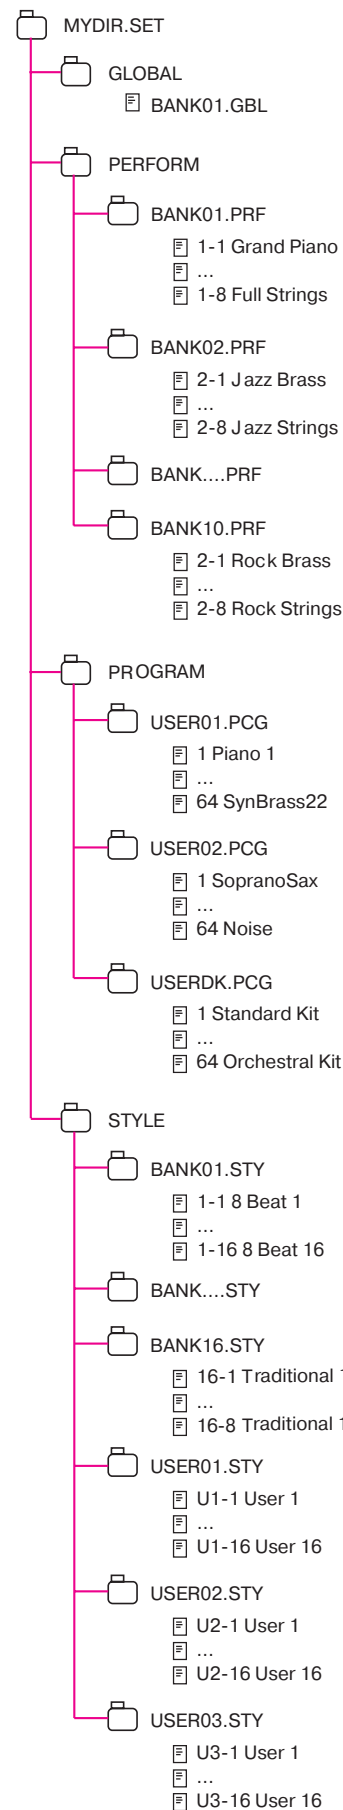 MYDIR.SET
GLOBAL
BANK01.GBL
PERFORM
BANK01.PRF
1-1 Grand Piano
...
1-8 Full Strings
BANK02.PRF
2-1 Jazz Brass
...
2-8 Jazz Strings
BANK....PRF
BANK10.PRF
2-1 Rock Brass
...
2-8 Rock Strings
PROGRAM
USER01.PCG
1 Piano 1
...
64 SynBrass22
USER02.PCG
1 SopranoSax
...
64 Noise
USERDK.PCG
1 Standard Kit
...
64 Orchestral Kit
STYLE
BANK01.STY
1-1 8 Beat 1
...
1-16 8 Beat 16
BANK....STY
BANK16.STY
16-1 Traditional
...
16-8 Traditional
USER01.STY
U1-1 User 1
...
U1-16 User 16
USER02.STY
U2-1 User 1
...
U2-16 User 16
USER03.STY
U3-1 User 1
...
U3-16 User 16